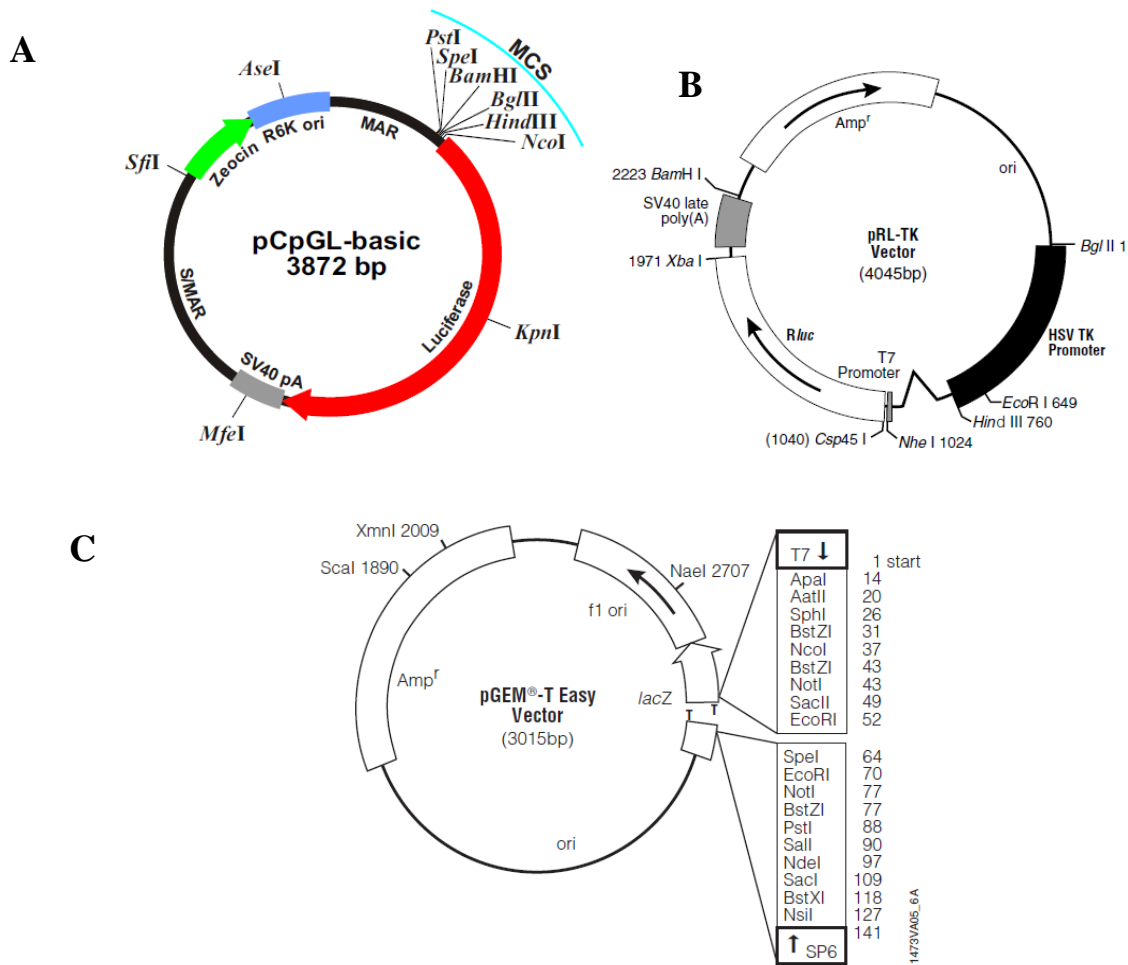 A
PstI
SpeI
BamHI
BglII
HindIII
NcoI
MCS
AseI
R6K ori
MAR
Zeocin
SfiI
pCpGL-basic
3872 bp
S/MAR
Luciferase
KpnI
SV40 pA
MfeI
B
Ampr
ori
2223 BamH I
SV40 late
poly(A)
pRL-TK
Vector
(4045bp)
1971 Xba I
Bgl II 1
Rluc
T7
Promoter
HSV TK
Promoter
EcoR I 649
Hind III 760
(1040) Csp45 I
Nhe I 1024
C
XmnI 2009
ScaI 1890
NaeI 2707
f1 ori
Ampr
pGEM®-T Easy
Vector
(3015bp)
lacZ
T T
ori
T7 ↓
1 start
ApaI 14
AatII 20
SphI 26
BstZI 31
NcoI 37
BstZI 43
NotI 43
SacII 49
EcoRI 52
SpeI 64
EcoRI 70
NotI 77
BstZI 77
PstI 88
SalI 90
NdeI 97
SacI 109
BstXI 118
NsiI 127
141
↑ SP6
1473VA05_6A